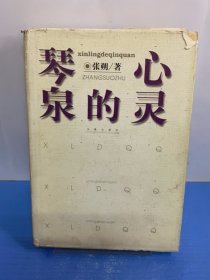 xinlingdeqinquan
心灵
的
琴泉
张朔/著
ZHANGSUOZHU
X L D Q Q
X L D Q Q
X L D Q Q